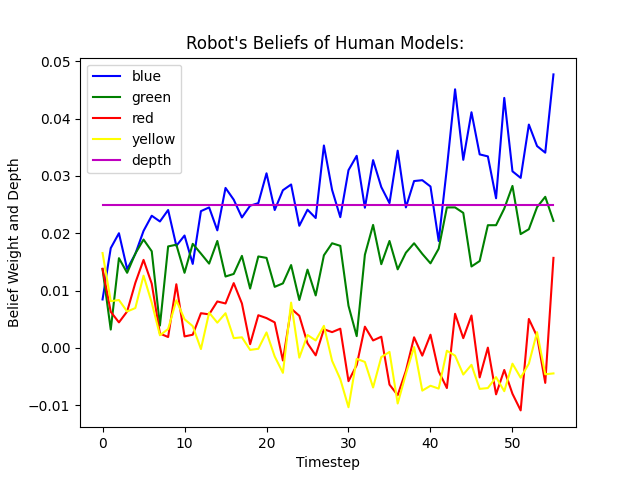 Robot's Beliefs of Human Models:
0.05
0.04
0.03
0.02
0.01
0.00
−0.01
Belief Weight and Depth
blue
green
red
yellow
depth
0
10
20
30
40
50
Timestep